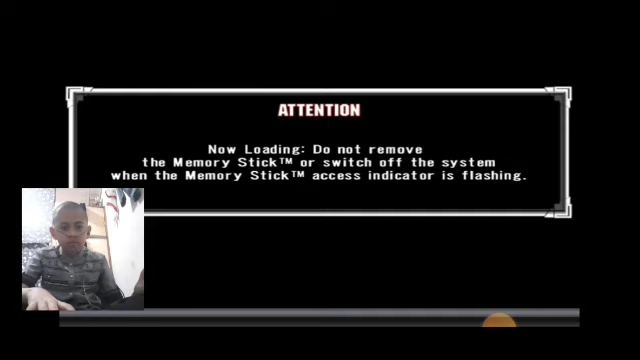 ATTENTION
Now Loading: Do not remove
the Memory Stick™ or switch off the system
when the Memory Stick™ access indicator is flashing.